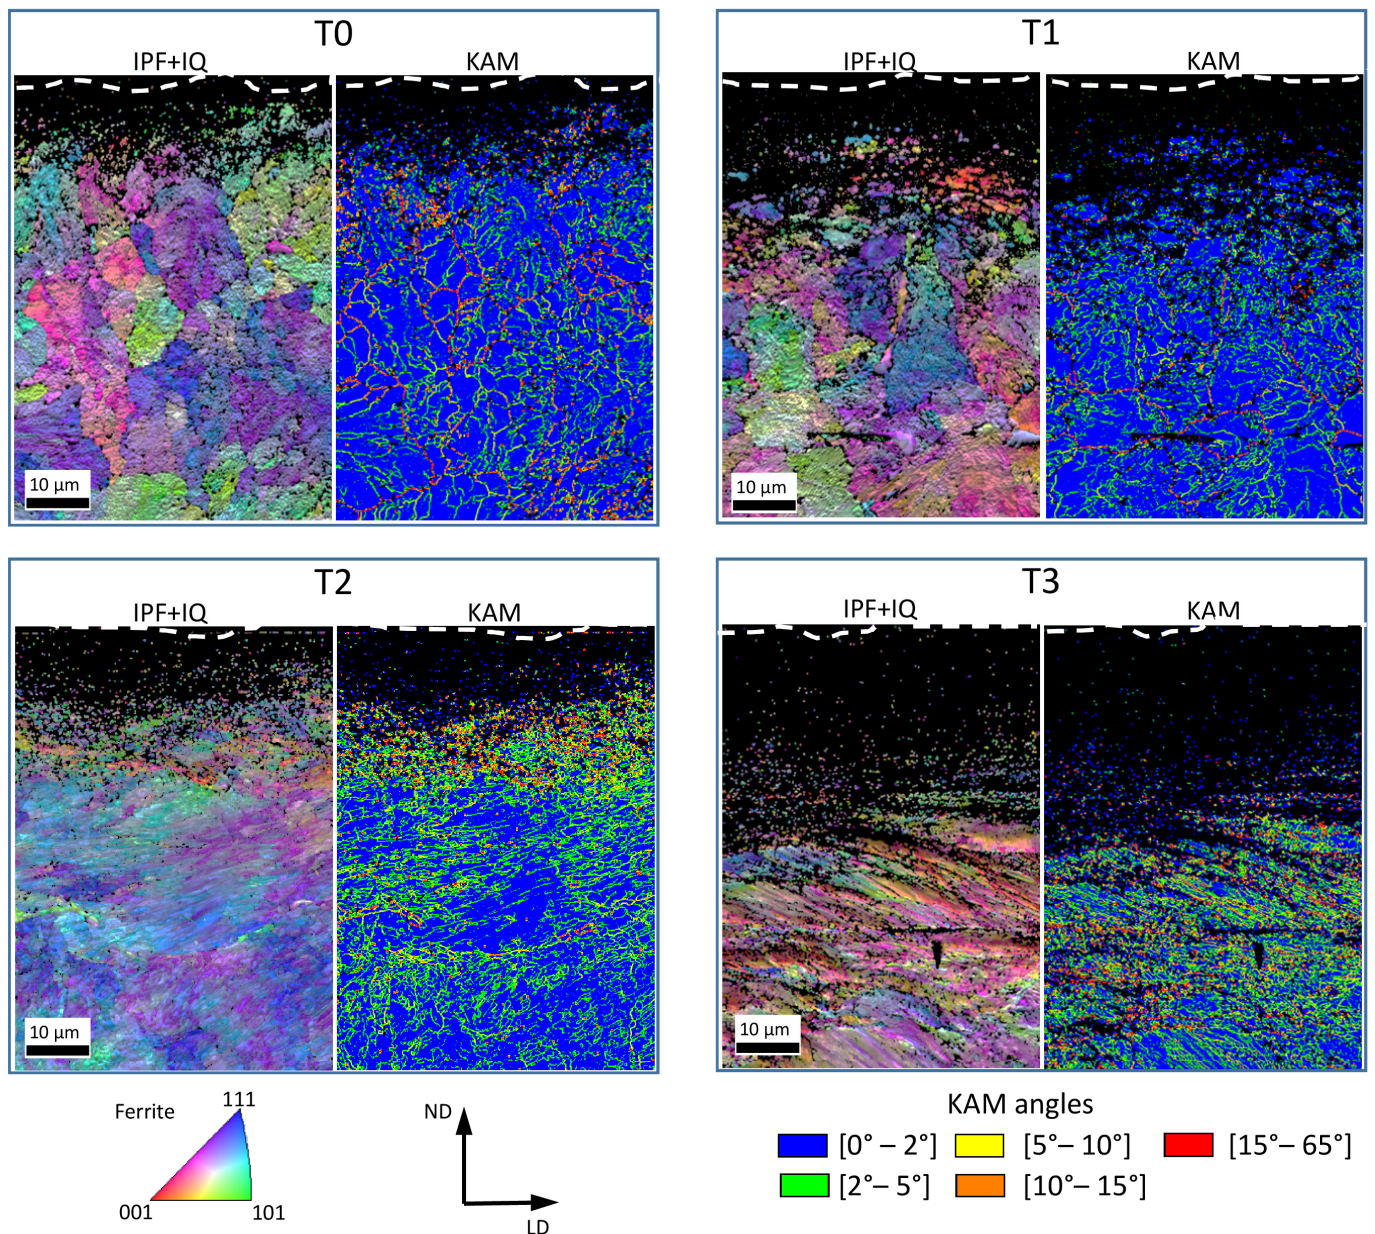 T0
IPF+IQ KAM
10 µm
T1
IPF+IQ KAM
10 µm
T2
IPF+IQ KAM
10 µm
T3
IPF+IQ KAM
10 µm
Ferrite
111
001
101
ND
LD
KAM angles
[0° – 2°] [5°– 10°] [15°– 65°]
[2°– 5°] [10°– 15°]